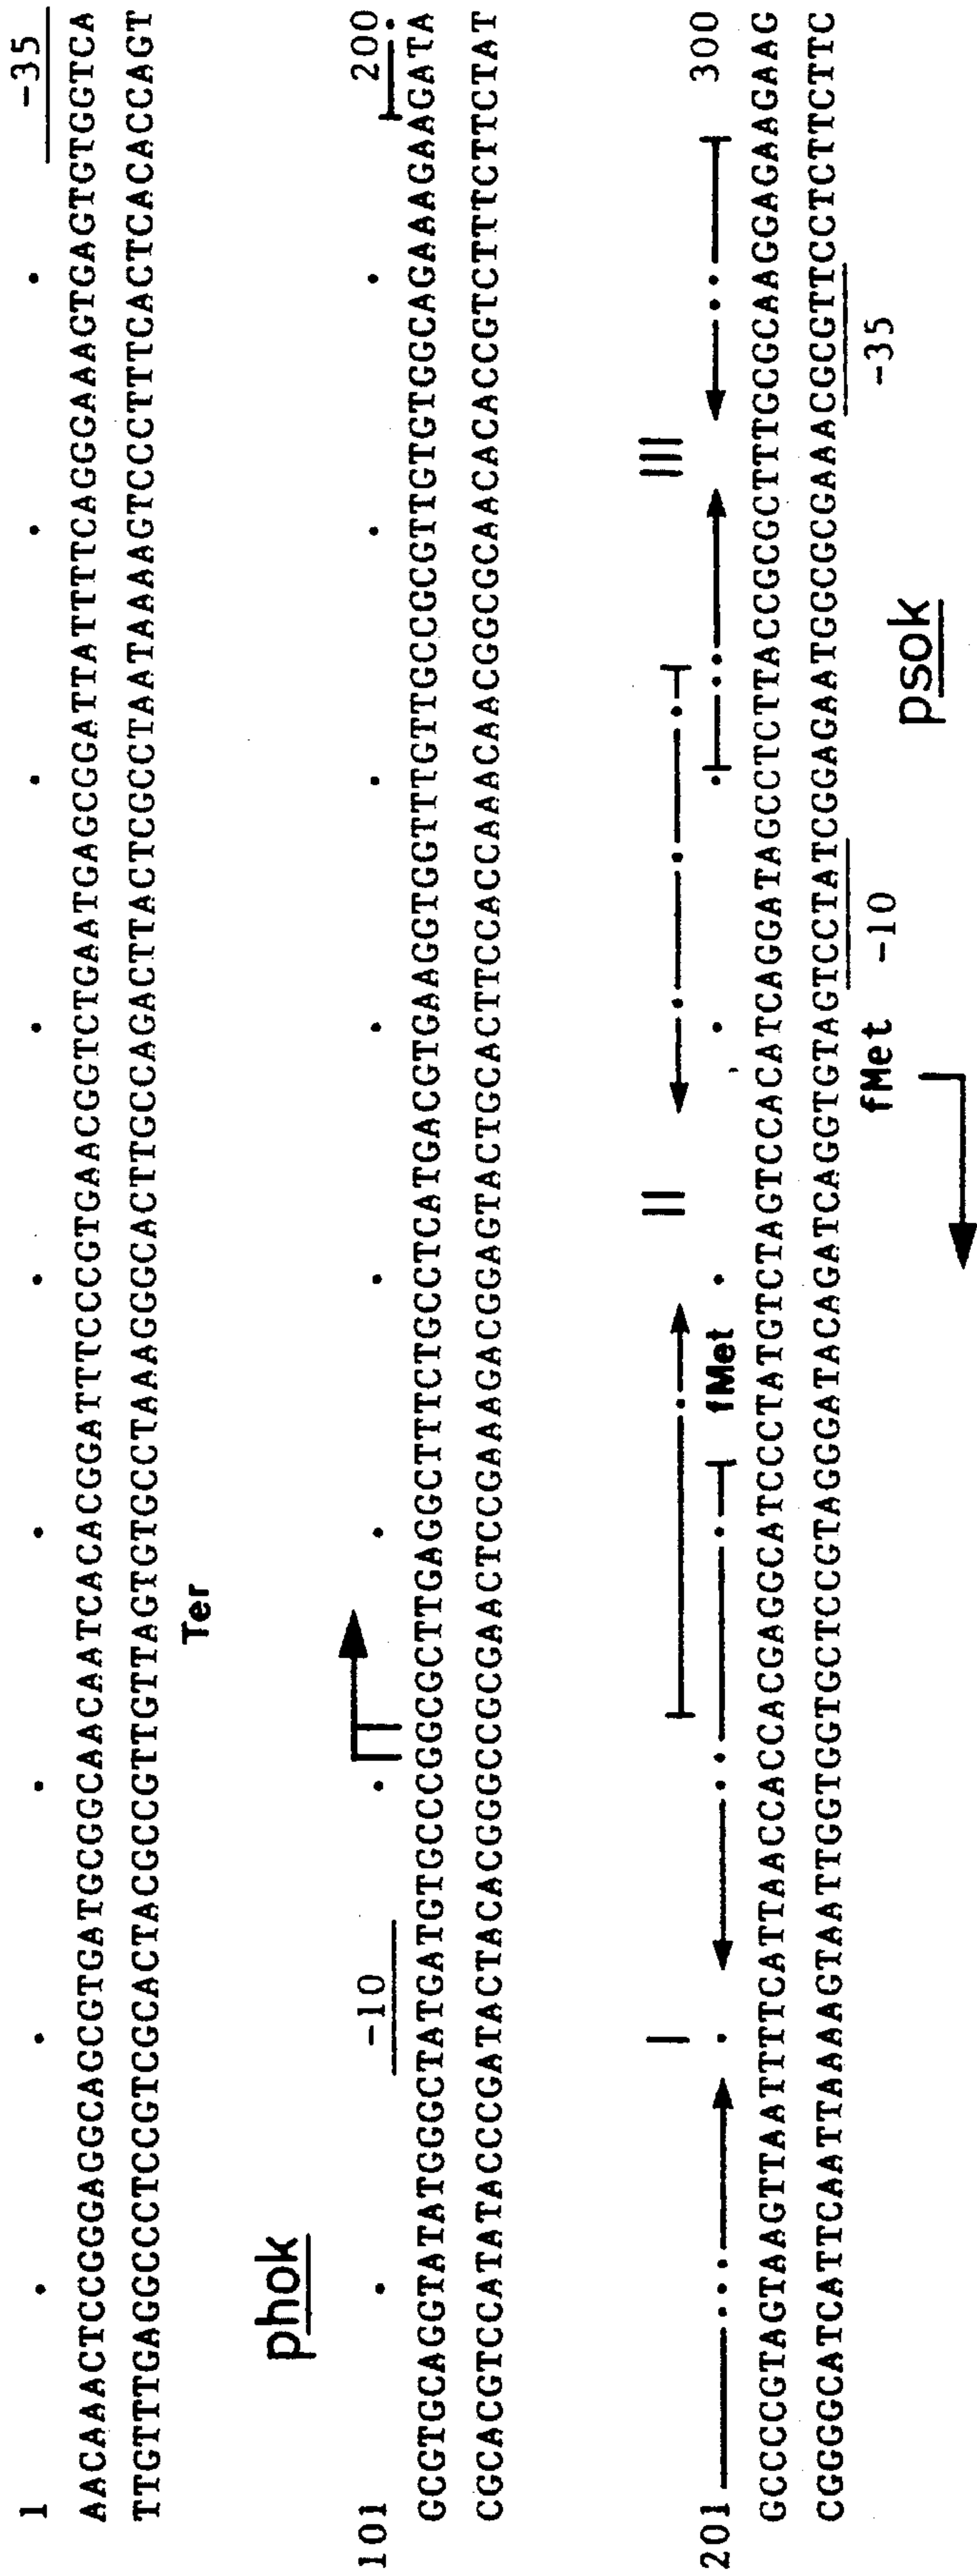 1 -35
AACAAACTCCGGGAGGCAGCGTGATGCGGCAACAATCACACGGATTTCCCGTGAACGGTCTGAATGAGCGGATTATTTTCAGGGAAAGTGAGTGTGGTCA
TTGTTTGAGGCCCTCCGTCGCACTACGCCGTTGTTAGTGTGCCTAAAGGGCACTTGCCAGACTTACTCGCCTAATAAAAGTCCCTTTCACTCACACCAGT
Ter
phok
101 -10 200
GCGTGCAGGTATATGGGCTATGATGTGCCCGGCGCTTGAGGCTTTCTGCCTCATGACGTGAAGGTGGTTTGTTGCCGCGTTGTGTGGCAGAAAGAAGATA
CGCACGTCCATATACCCGATACTACACGGGCCGCGAACTCCGAAAGACGGAGTACTGCACTTCCACCAAACAACGGCGCAACACACCGTCTTTCTTCTAT
I II III
201 fMet 300
GCCCCGTAGTAAGTTAATTTTCATTAACCACCACGAGGCATCCCTATGTCTAGTCCACATCAGGATAGCCTCTTACCGCGCTTTGCGCAAGGAGAAGAAG
CGGGGCATCATTCAATTAAAAGTAATTGGTGGTGCTCCGTAGGGATACAGATCAGGTGTAGTCCTATCGGAGAATGGCGCGAAACGCGTTCCTCTTCTTC
fMet -10 -35
psok